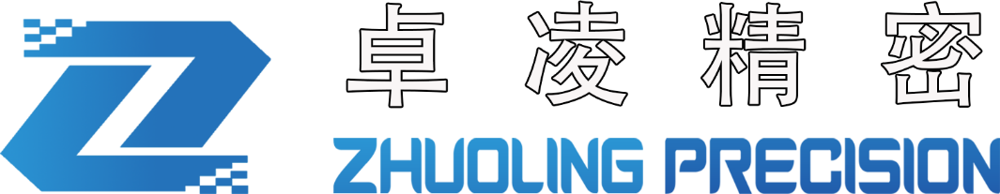 卓凌精密
ZHUOLING PRECISION